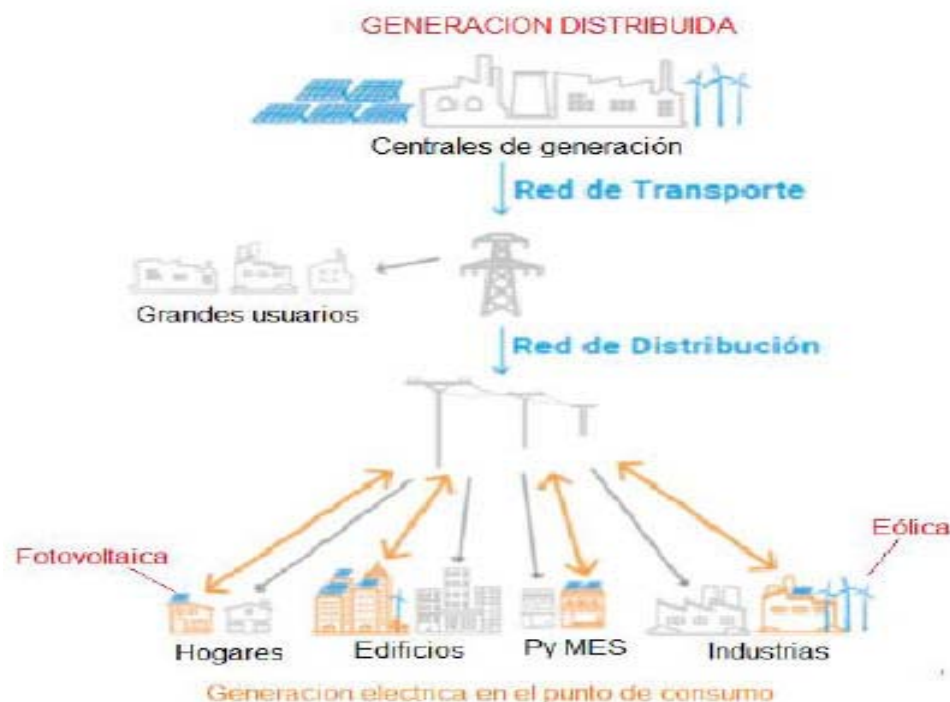 GENERACION DISTRIBUIDA
Centrales de generación
Red de Transporte
Grandes usuarios
Red de Distribución
Fotovoltaica
Eólica
Hogares
Edificios
Py MES
Industrias
Generacion electrica en el punto de consumo